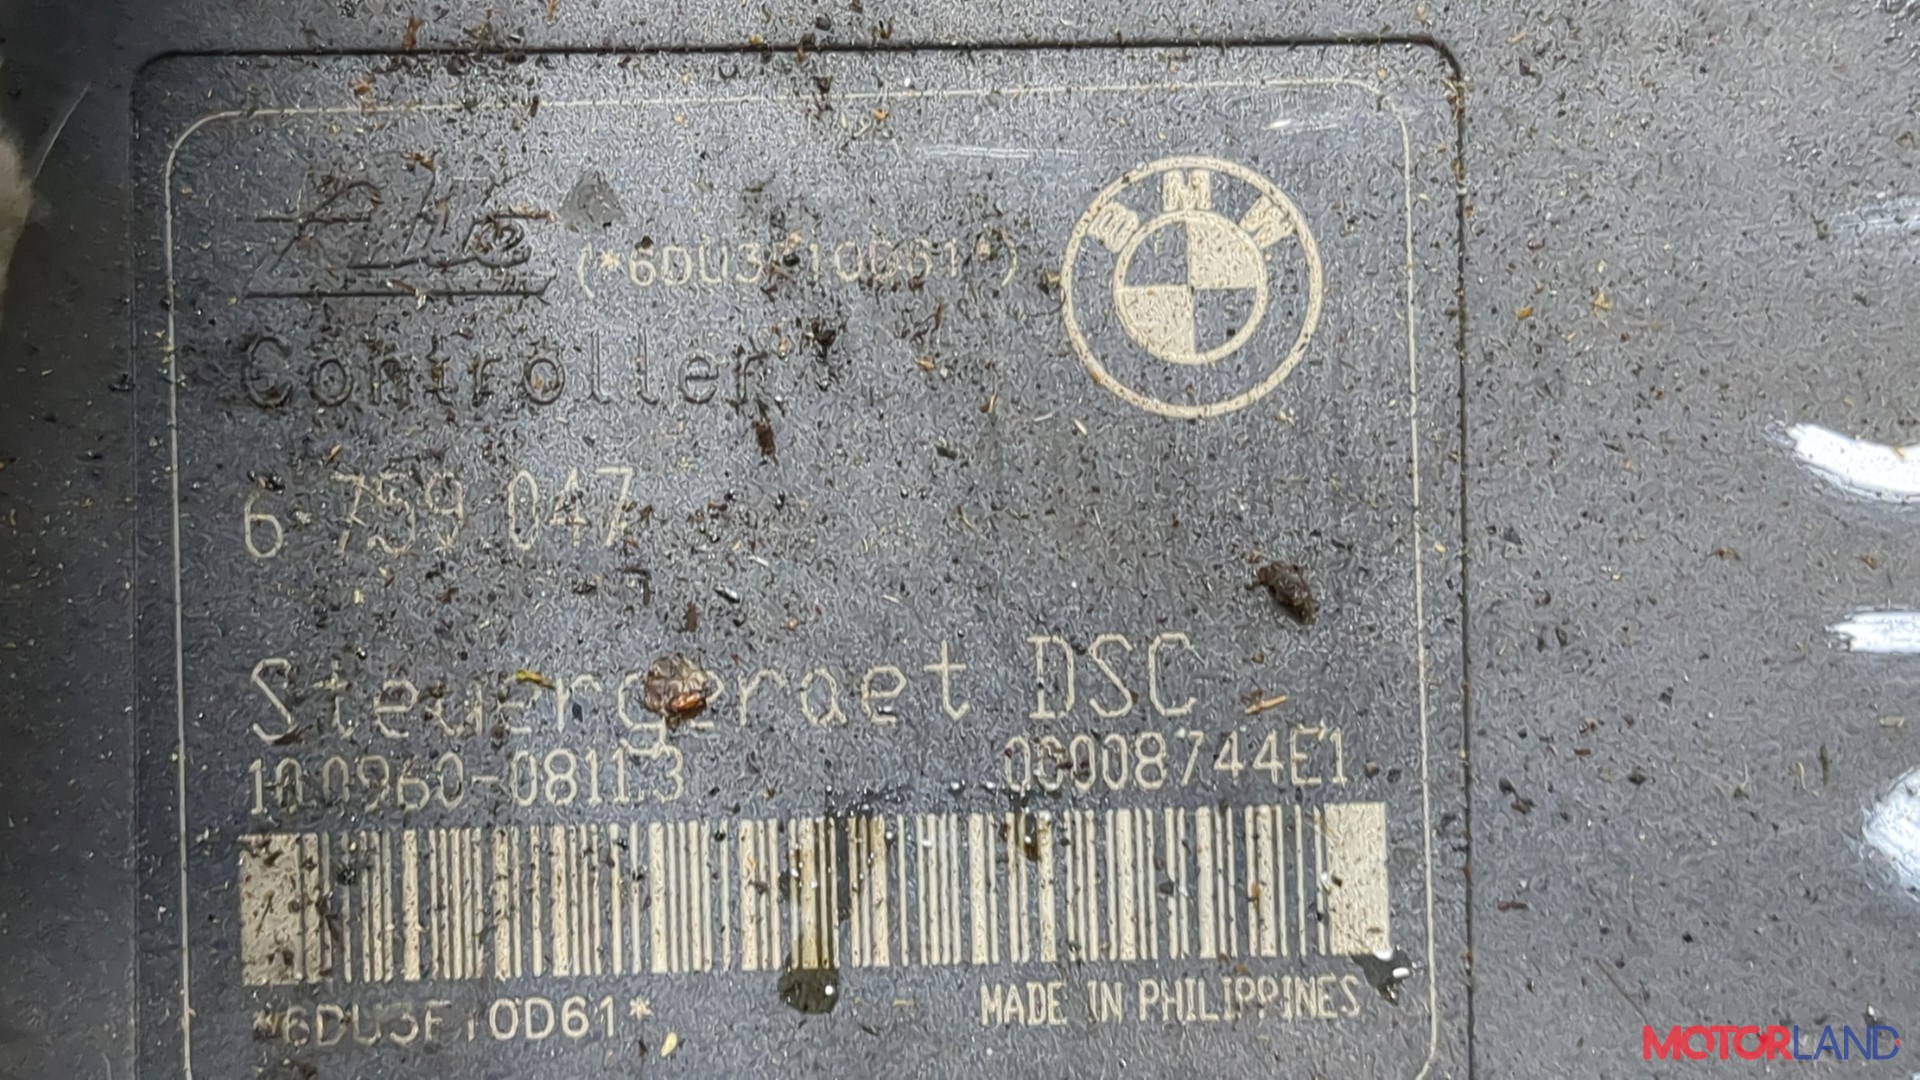 Ate
(*6DU3F10D61*)
BMW
Controller
6 759 047
Steuergeraet DSC
10.0960-0811.3 00008744E1
*6DU3F10D61*
MADE IN PHILIPPINES
MOTORLAND